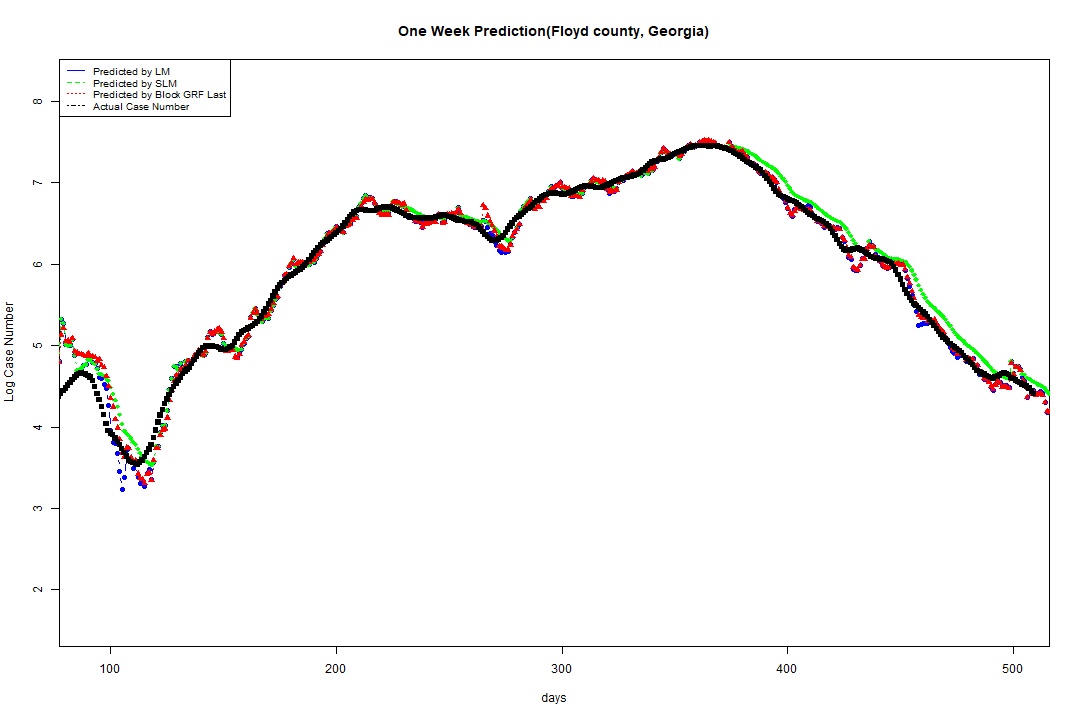 One Week Prediction(Floyd county, Georgia)
Predicted by LM
Predicted by SLM
Predicted by Block GRF Last
Actual Case Number
8
7
6
5
4
3
2
Log Case Number
100 200 300 400 500
days